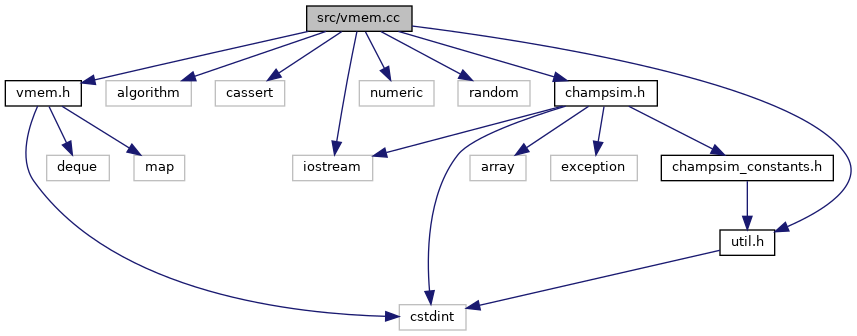 src/vmem.cc
vmem.h
algorithm
cassert
numeric
random
champsim.h
deque
map
iostream
array
exception
champsim_constants.h
util.h
cstdint